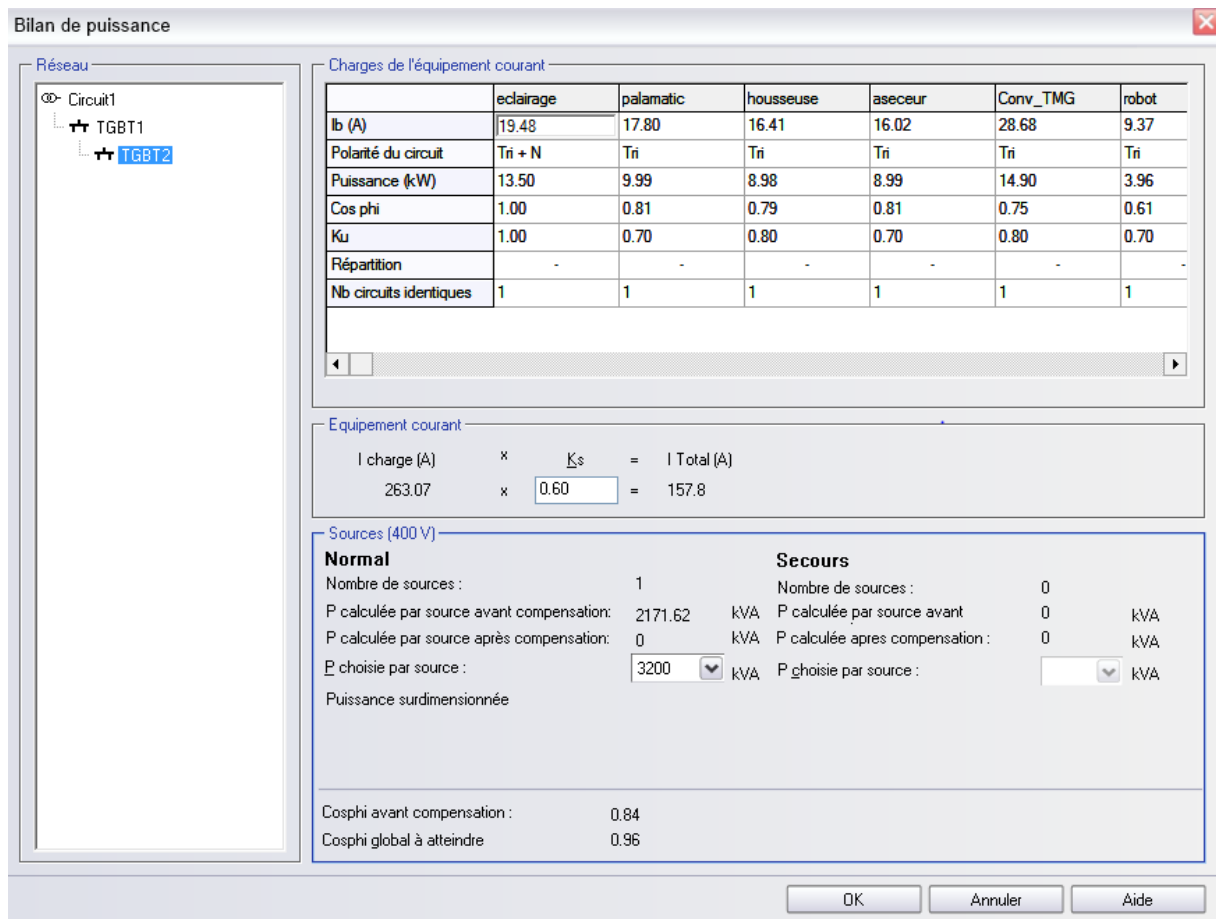 Bilan de puissance
Réseau
Circuit1
TGBT1
TGBT2
Charges de l'équipement courant
eclairage palamatic housseuse aseceur Conv_TMG robot
Ib (A) 19.48 17.80 16.41 16.02 28.68 9.37
Polarité du circuit Tri + N Tri Tri Tri Tri Tri
Puissance (kW) 13.50 9.99 8.98 8.99 14.90 3.96
Cos phi 1.00 0.81 0.79 0.81 0.75 0.61
Ku 1.00 0.70 0.80 0.70 0.80 0.70
Répartition - - - - - -
Nb circuits identiques 1 1 1 1 1 1
Equipement courant
I charge (A) x Ks = I Total (A)
263.07 x 0.60 = 157.8
Sources (400 V)
Normal
Nombre de sources : 1
P calculée par source avant compensation: 2171.62 kVA
P calculée par source après compensation: 0 kVA
P choisie par source : 3200 kVA
Puissance surdimensionnée
Secours
Nombre de sources : 0
P calculée par source avant 0 kVA
P calculée apres compensation : 0 kVA
P choisie par source : kVA
Cosphi avant compensation : 0.84
Cosphi global à atteindre 0.96
OK Annuler Aide